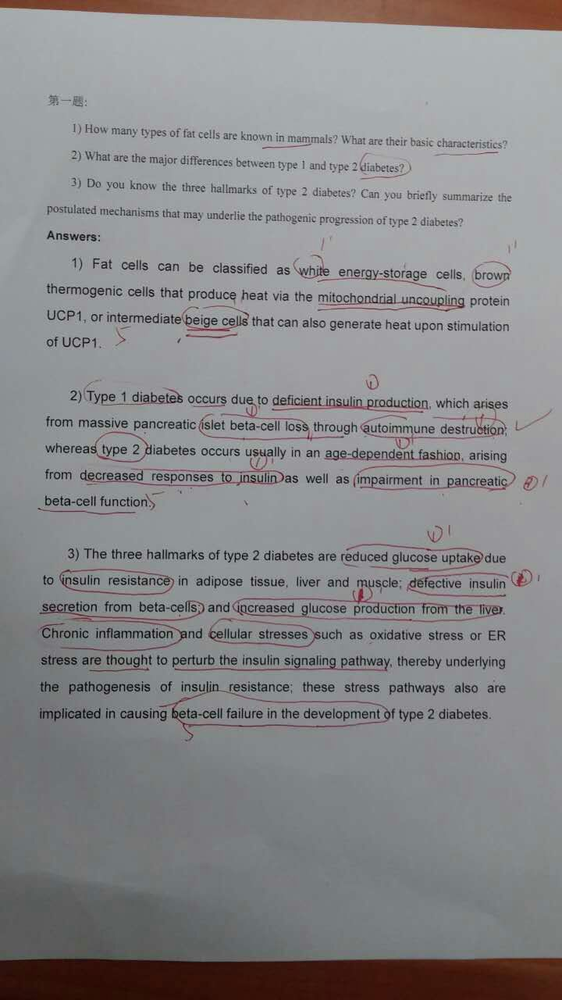 第一题:
1) How many types of fat cells are known in mammals? What are their basic characteristics?
2) What are the major differences between type 1 and type 2 diabetes?
3) Do you know the three hallmarks of type 2 diabetes? Can you briefly summarize the
postulated mechanisms that may underlie the pathogenic progression of type 2 diabetes?
Answers:
1) Fat cells can be classified as white energy-storage cells, brown
thermogenic cells that produce heat via the mitochondrial uncoupling protein
UCP1, or intermediate beige cells that can also generate heat upon stimulation
of UCP1.
2) Type 1 diabetes occurs due to deficient insulin production, which arises
from massive pancreatic islet beta-cell loss through autoimmune destruction;
whereas type 2 diabetes occurs usually in an age-dependent fashion, arising
from decreased responses to insulin as well as impairment in pancreatic
beta-cell function.
3) The three hallmarks of type 2 diabetes are reduced glucose uptake due
to insulin resistance in adipose tissue, liver and muscle; defective insulin
secretion from beta-cells; and increased glucose production from the liver.
Chronic inflammation and cellular stresses such as oxidative stress or ER
stress are thought to perturb the insulin signaling pathway, thereby underlying
the pathogenesis of insulin resistance; these stress pathways also are
implicated in causing beta-cell failure in the development of type 2 diabetes.